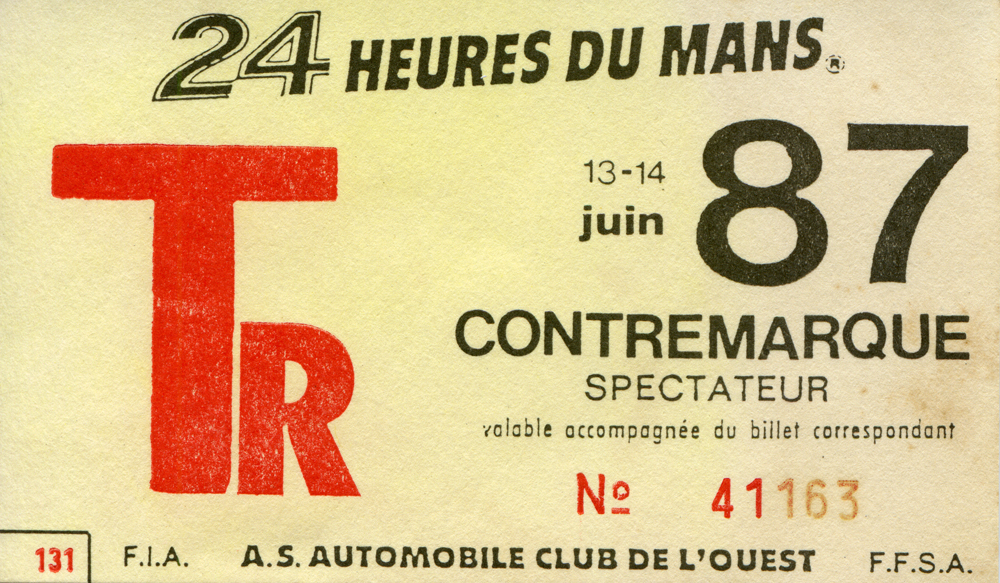 24 HEURES DU MANS ®
13-14
juin
87
TR
CONTREMARQUE
SPECTATEUR
valable accompagnée du billet correspondant
Nº 41163
131 F.I.A. A.S. AUTOMOBILE CLUB DE L'OUEST F.F.S.A.